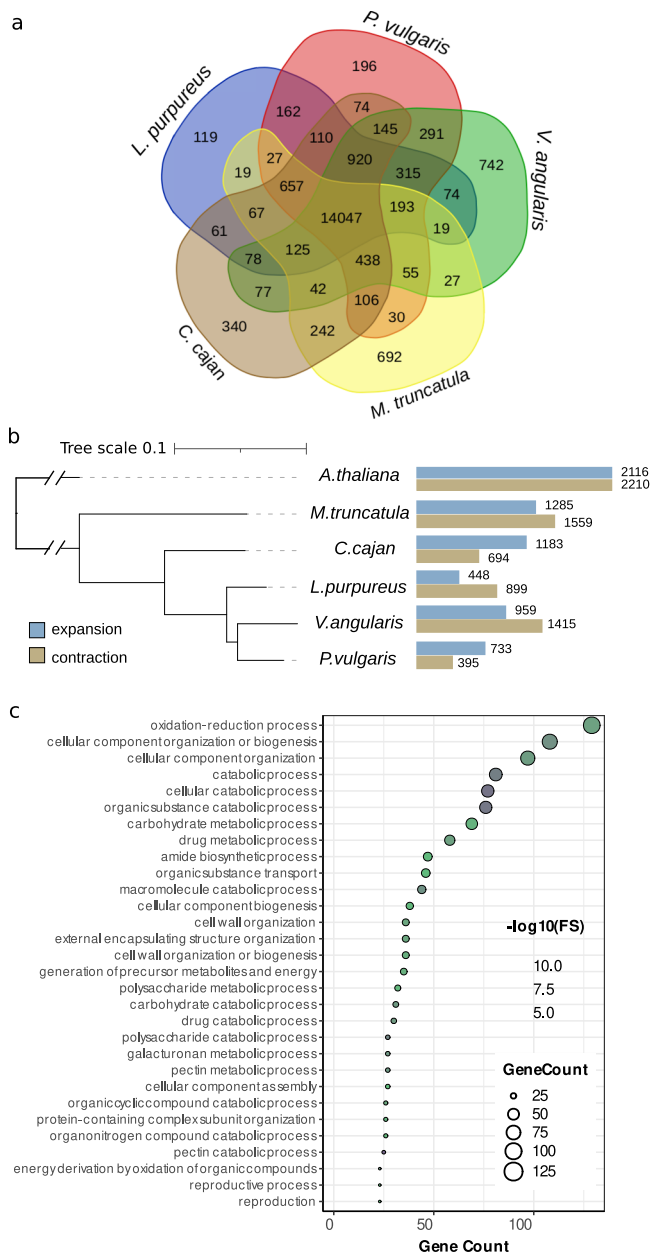 a
P. vulgaris
L. purpureus
V. angularis
C. cajan
M. truncatula
196
119
162
74
110
145
291
742
920
315
74
27
19
657
193
19
67
14047
61
125
438
55
27
78
77
42
106
30
340
242
692
b
Tree scale 0.1
A.thaliana
2116
2210
M.truncatula
1285
1559
C.cajan
1183
694
L.purpureus
448
899
V.angularis
959
1415
P.vulgaris
733
395
expansion
contraction
c
oxidation-reduction process
cellular component organization or biogenesis
cellular component organization
catabolic process
cellular catabolic process
organic substance catabolic process
carbohydrate metabolic process
drug metabolic process
amide biosynthetic process
organic substance transport
macromolecule catabolic process
cellular component biogenesis
cell wall organization
external encapsulating structure organization
cell wall organization or biogenesis
generation of precursor metabolites and energy
polysaccharide metabolic process
carbohydrate catabolic process
drug catabolic process
polysaccharide catabolic process
galacturonan metabolic process
pectin metabolic process
cellular component assembly
organic cyclic compound catabolic process
protein-containing complex subunit organization
organonitrogen compound catabolic process
pectin catabolic process
energy derivation by oxidation of organic compounds
reproductive process
reproduction
-log10(FS)
10.0
7.5
5.0
GeneCount
25
50
75
100
125
0
50
100
Gene Count